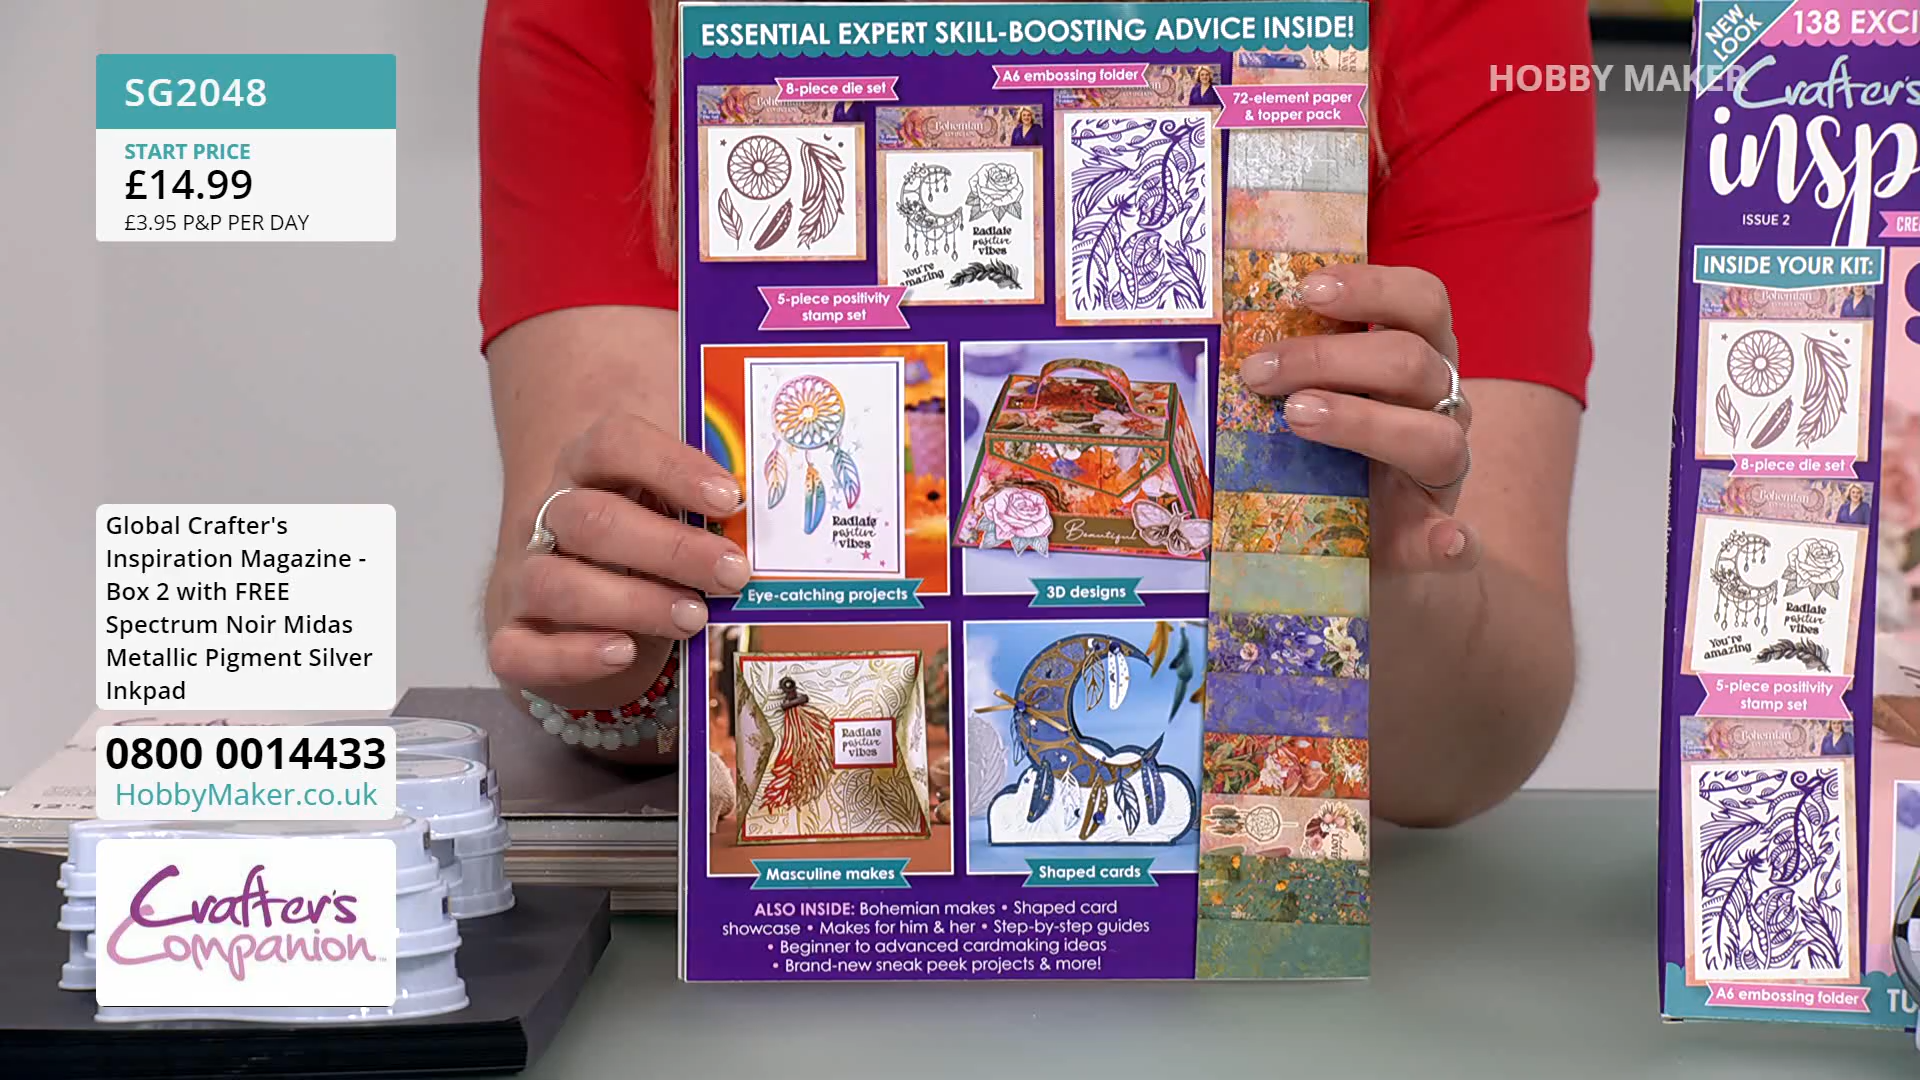 SG2048
START PRICE
£14.99
£3.95 P&P PER DAY
Global Crafter's
Inspiration Magazine -
Box 2 with FREE
Spectrum Noir Midas
Metallic Pigment Silver
Inkpad
0800 0014433
HobbyMaker.co.uk
Crafter's
Companion
HOBBY MAKER
ESSENTIAL EXPERT SKILL-BOOSTING ADVICE INSIDE!
8-piece die set
A6 embossing folder
72-element paper
& topper pack
Bohemian
Radiate
positive
vibes
You're
amazing
5-piece positivity
stamp set
Radiate
positive
vibes
Beautiful
Eye-catching projects
3D designs
Radiate
positive
vibes
Masculine makes
Shaped cards
ALSO INSIDE: Bohemian makes • Shaped card
showcase • Makes for him & her • Step-by-step guides
• Beginner to advanced cardmaking ideas
• Brand-new sneak peek projects & more!
NEW
LOOK
138 EXCI
Crafter's
insp
ISSUE 2
CRE
INSIDE YOUR KIT:
Bohemian
8-piece die set
Bohemian
Radiate
positive
vibes
You're
amazing
5-piece positivity
stamp set
Bohemian
A6 embossing folder
TU